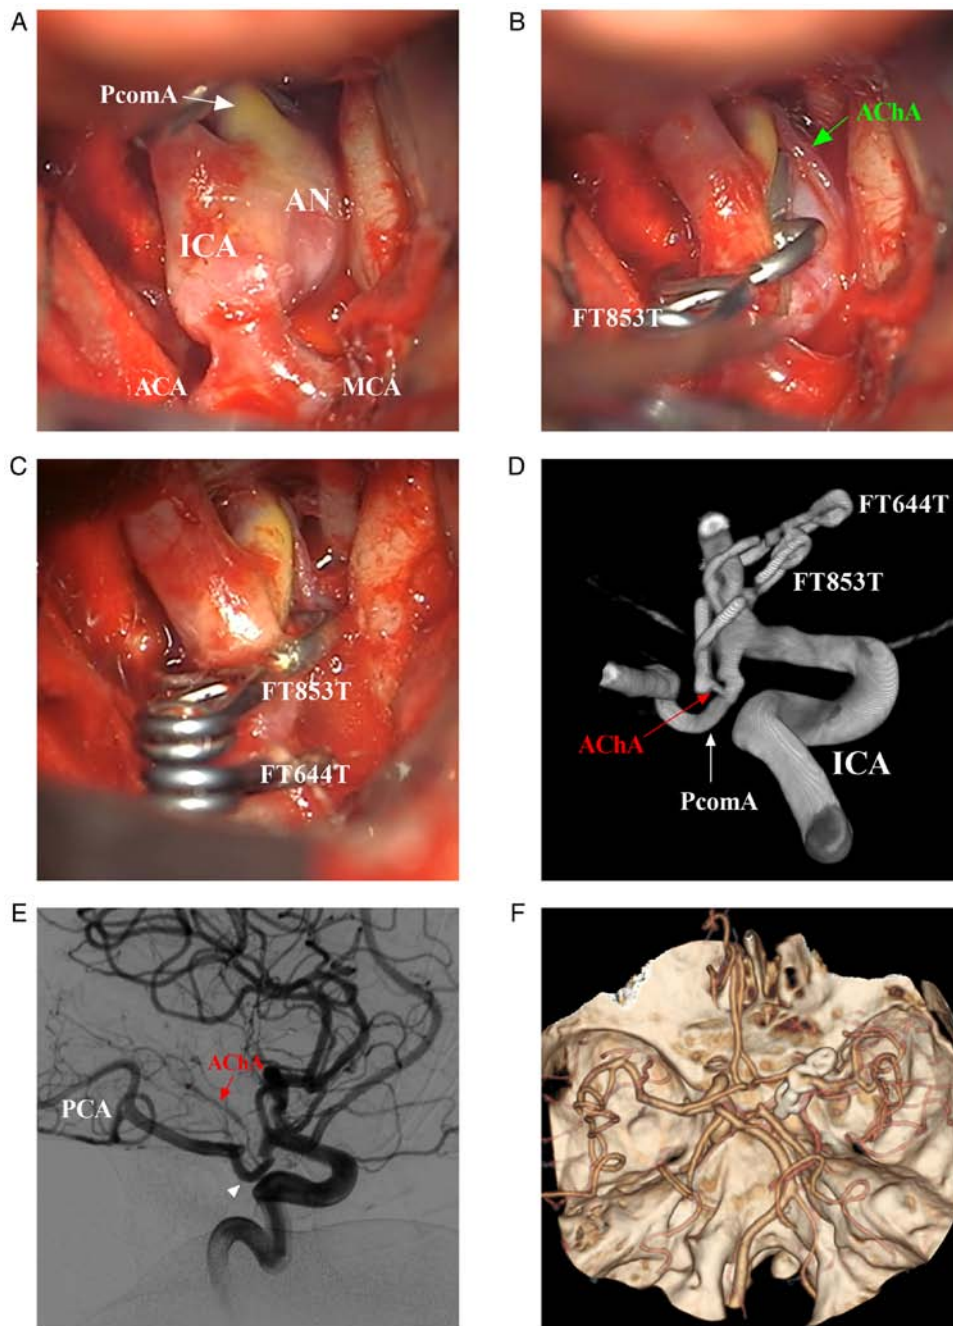 A
PcomA
AN
ICA
ACA
MCA
B
AChA
FT853T
C
FT853T
FT644T
D
FT644T
FT853T
AChA
ICA
PcomA
E
AChA
PCA
F